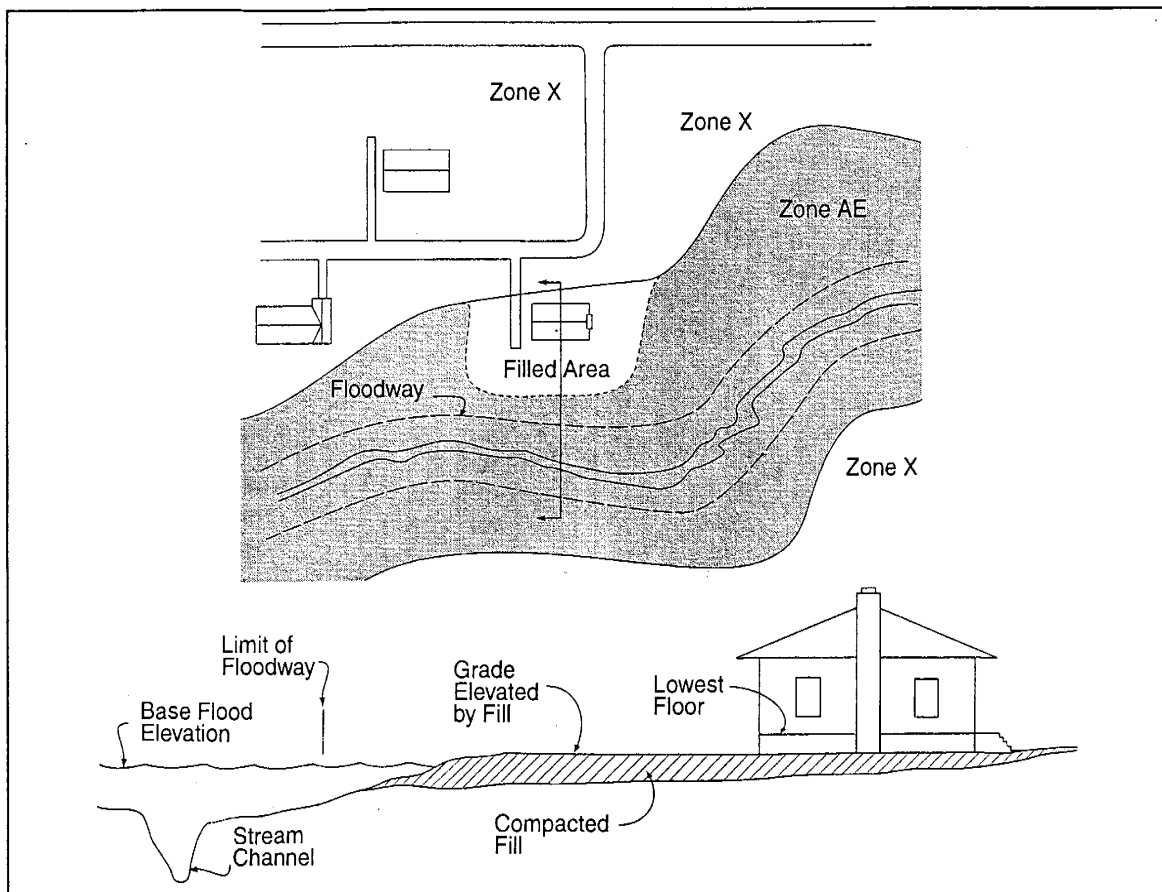 Zone X
Zone X
Zone AE
Filled Area
Floodway
Zone X
Limit of
Floodway
Base Flood
Elevation
Grade
Elevated
by Fill
Lowest
Floor
Stream
Channel
Compacted
Fill